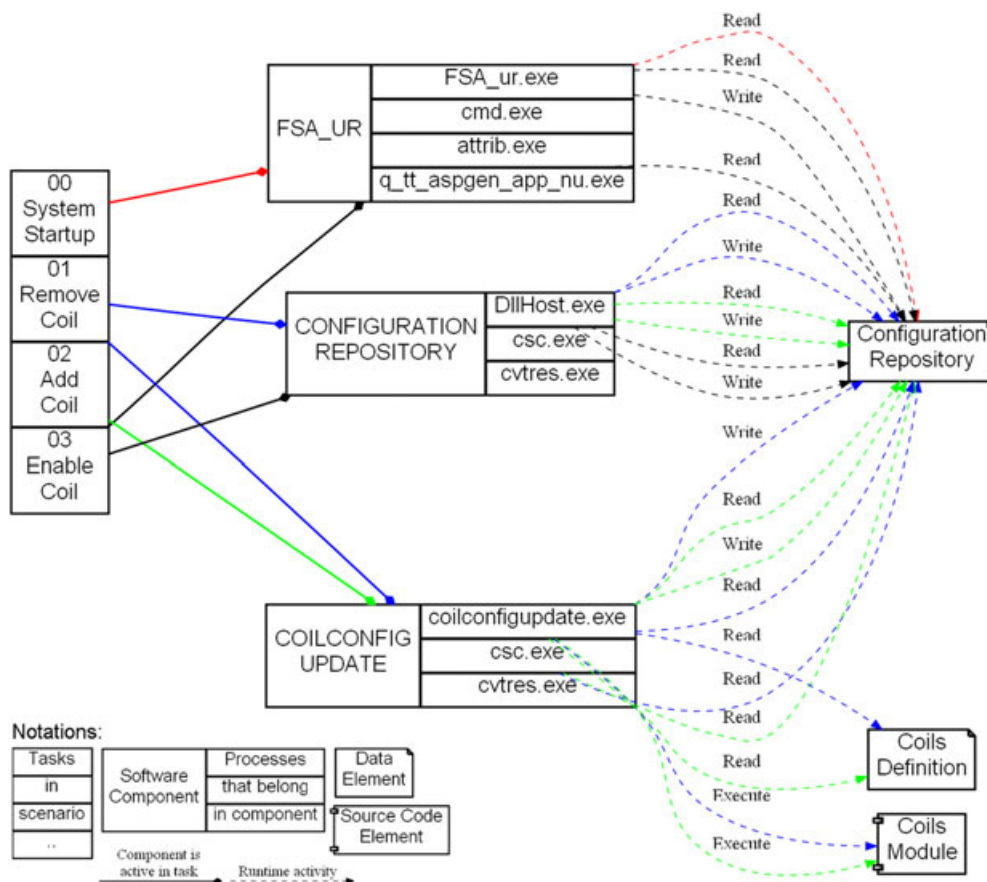 00
System
Startup
01
Remove
Coil
02
Add
Coil
03
Enable
Coil
FSA_UR
FSA_ur.exe
cmd.exe
attrib.exe
q_tt_aspgen_app_nu.exe
CONFIGURATION
REPOSITORY
DllHost.exe
csc.exe
cvtres.exe
COILCONFIG
UPDATE
coilconfigupdate.exe
csc.exe
cvtres.exe
Read
Read
Write
Read
Read
Write
Read
Write
Read
Write
Write
Read
Write
Read
Read
Read
Read
Read
Execute
Execute
Configuration
Repository
Coils
Definition
Coils
Module
Notations:
Tasks
in
scenario
..
Software
Component
Processes
that belong
in component
Data
Element
Source Code
Element
Component is
active in task
Runtime activity